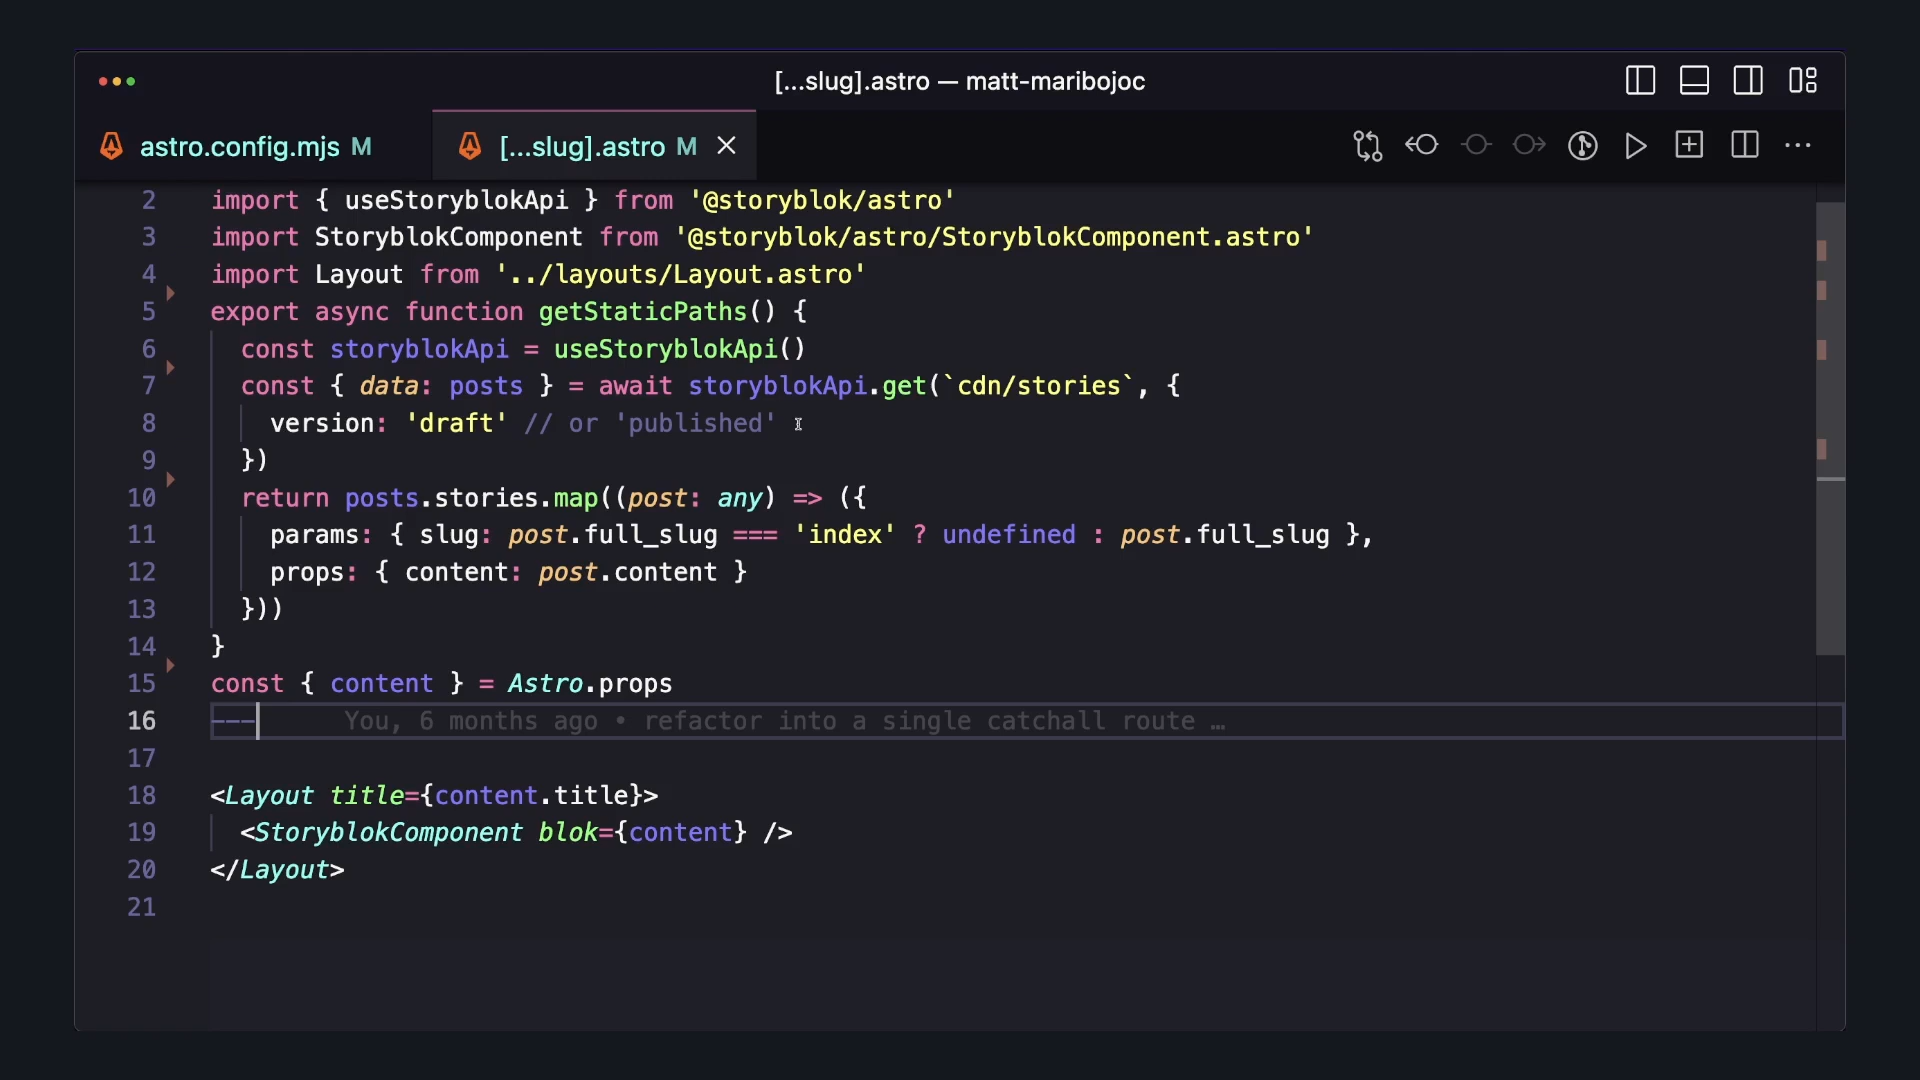 [...slug].astro — matt-maribojoc
astro.config.mjs M
[...slug].astro M
2 import { useStoryblokApi } from '@storyblok/astro'
3 import StoryblokComponent from '@storyblok/astro/StoryblokComponent.astro'
4 import Layout from '../layouts/Layout.astro'
5 export async function getStaticPaths() {
6 const storyblokApi = useStoryblokApi()
7 const { data: posts } = await storyblokApi.get(`cdn/stories`, {
8 version: 'draft' // or 'published'
9 })
10 return posts.stories.map((post: any) => ({
11 params: { slug: post.full_slug === 'index' ? undefined : post.full_slug },
12 props: { content: post.content }
13 }))
14 }
15 const { content } = Astro.props
16 --- You, 6 months ago • refactor into a single catchall route …
17
18 <Layout title={content.title}>
19 <StoryblokComponent blok={content} />
20 </Layout>
21